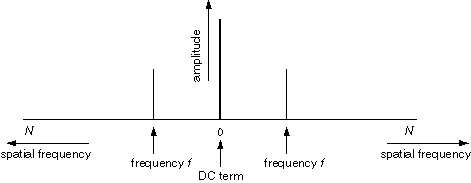 amplitude
N 0 N
spatial frequency spatial frequency
frequency f frequency f
DC term